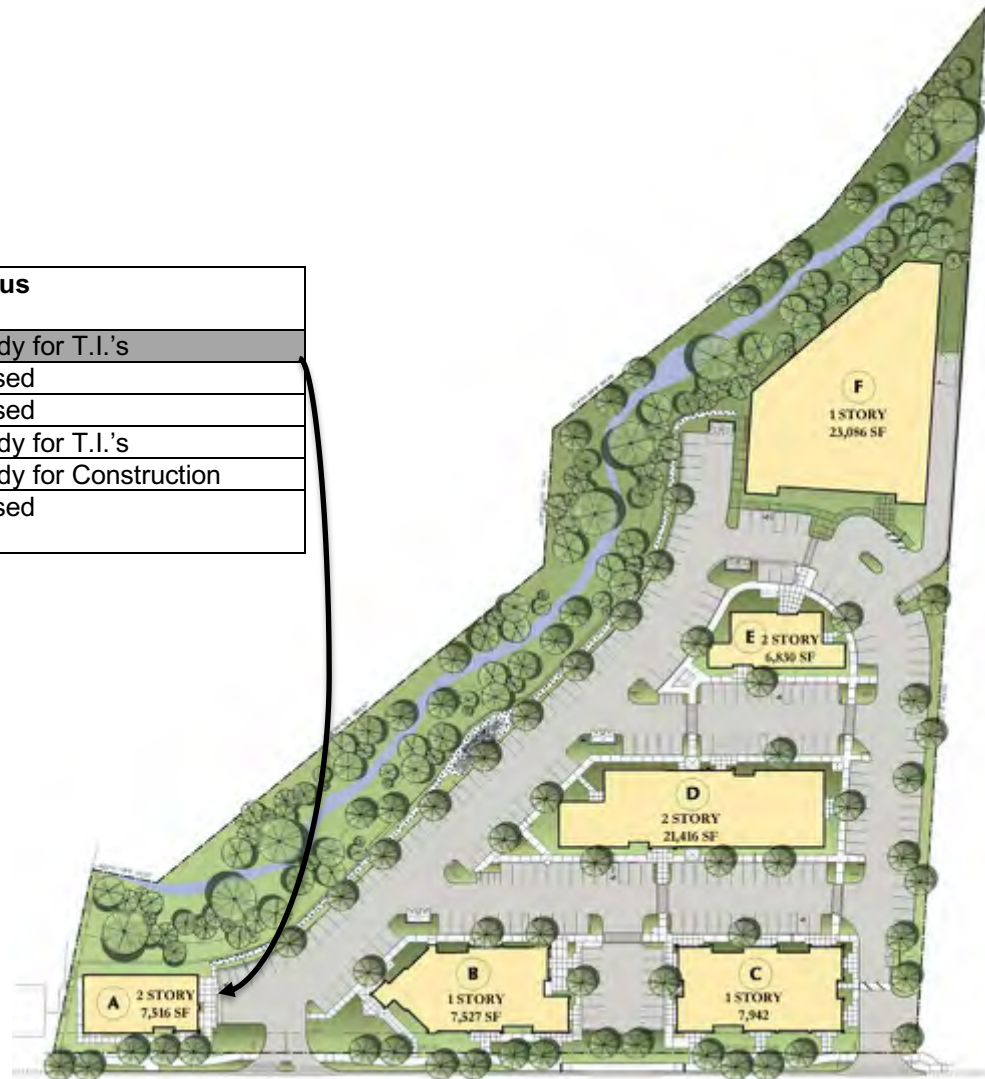 us
dy for T.I.'s
sed
sed
dy for T.I.'s
dy for Construction
sed
F
1 STORY
23,086 SF
E 2 STORY
6,830 SF
D
2 STORY
21,416 SF
A 2 STORY
7,516 SF
B
1 STORY
7,527 SF
C
1 STORY
7,942